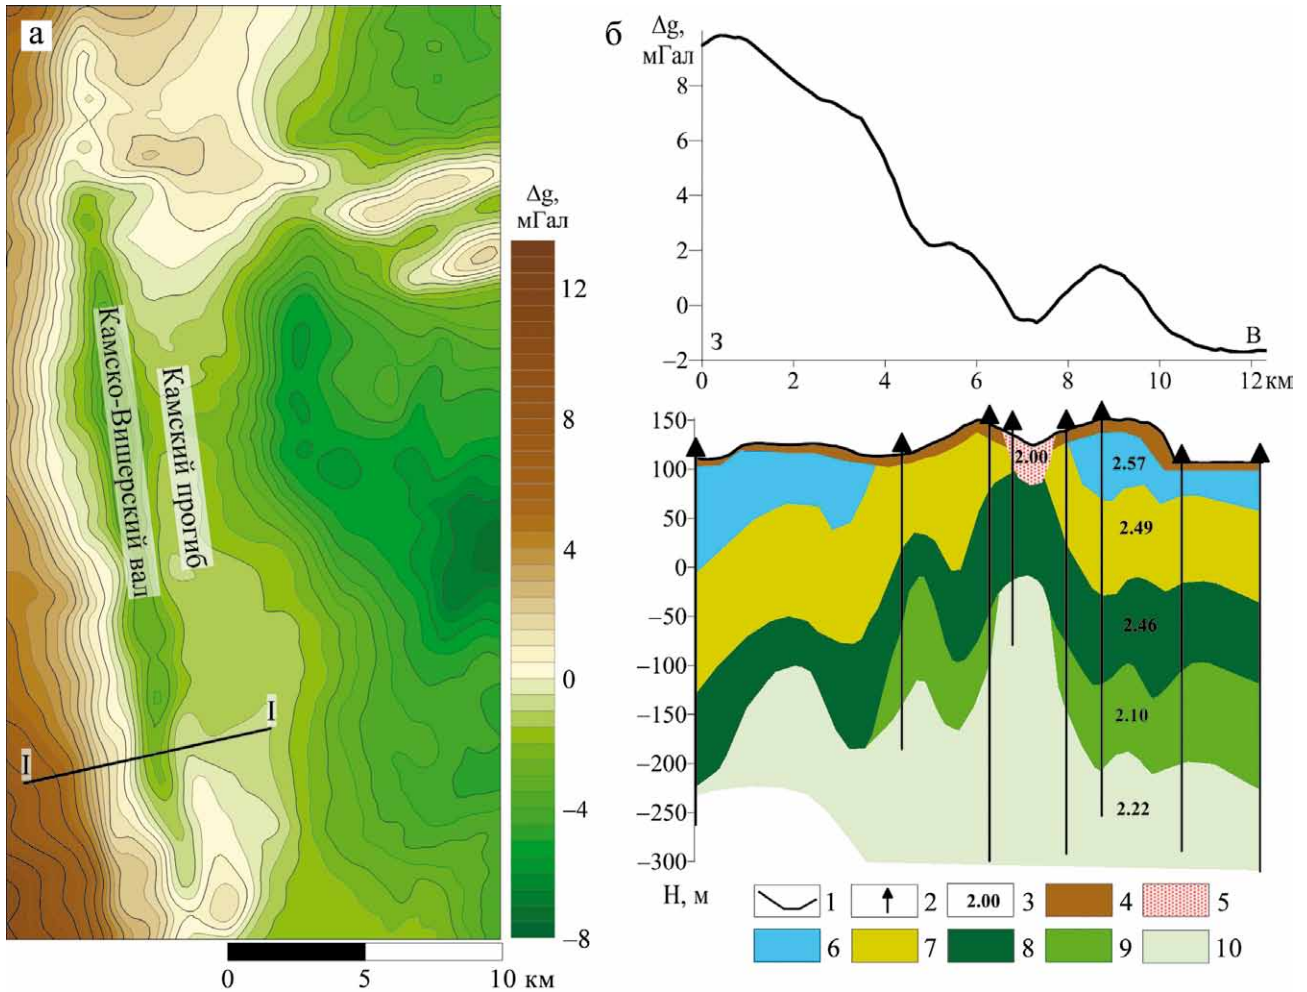 а
Камско-Вишерский вал
Камский прогиб
I
I
0 5 10 км
Δg,
мГал
12
8
4
0
−4
−8
б
Δg,
мГал
8
6
4
2
0
−2
З
В
0 2 4 6 8 10 12 км
150
100
50
0
−50
−100
−150
−200
−250
−300
Н, м
2.00
2.57
2.49
2.46
2.10
2.22
1 2 2.00 3 4 5
6 7 8 9 10